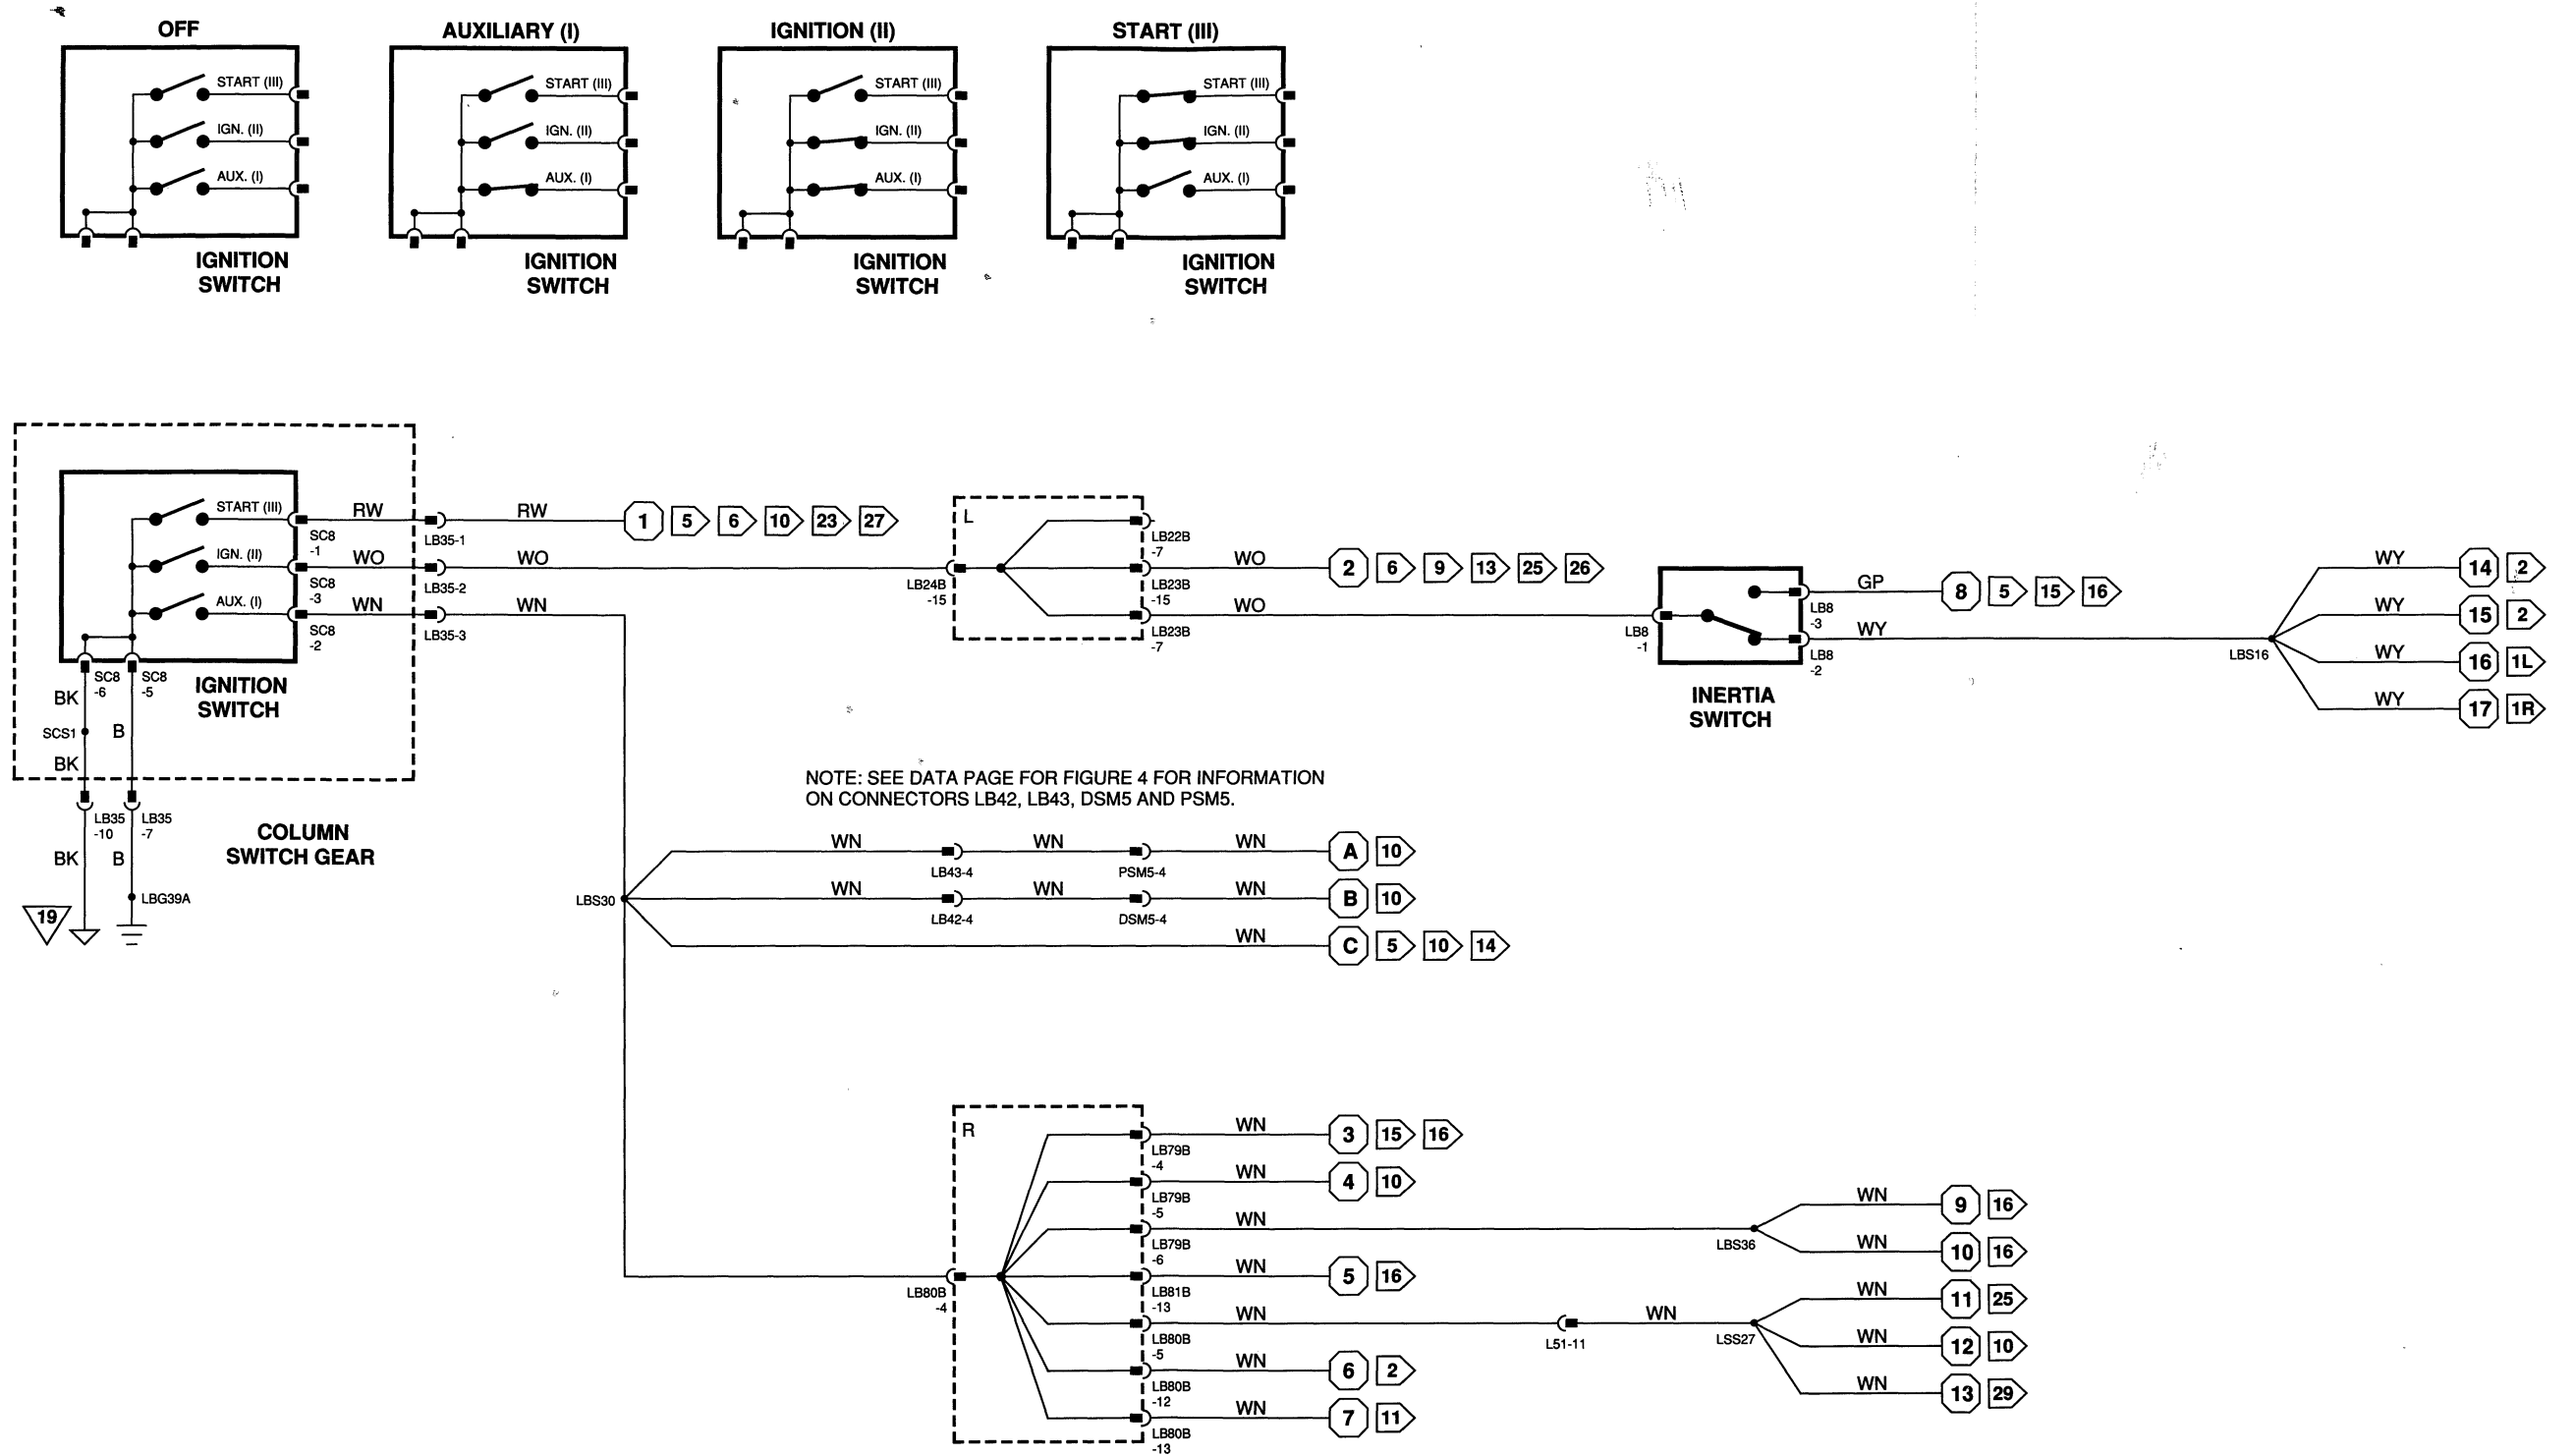 OFF
AUXILIARY (I)
IGNITION (II)
START (III)
START (III)
IGN. (II)
AUX. (I)
IGNITION
SWITCH
START (III)
IGN. (II)
AUX. (I)
IGNITION
SWITCH
START (III)
IGN. (II)
AUX. (I)
IGNITION
SWITCH
START (III)
IGN. (II)
AUX. (I)
IGNITION
SWITCH
START (III)
IGN. (II)
AUX. (I)
SC8
-1
SC8
-3
SC8
-2
SC8
-6
SC8
-5
IGNITION
SWITCH
RW
WO
WN
LB35-1
LB35-2
LB35-3
RW
WO
WN
1 5 6 10 23 27
BK
SCS1
B
BK
LB35
-10
LB35
-7
BK
B
LBG39A
19
COLUMN
SWITCH GEAR
L
LB24B
-15
LB22B
-7
LB23B
-15
LB23B
-7
WO
2 6 9 13 25 26
WO
LB8
-1
LB8
-3
LB8
-2
INERTIA
SWITCH
GP
8 5 15 16
WY
LBS16
WY
14 2
WY
15 2
WY
16 1L
WY
17 1R
NOTE: SEE DATA PAGE FOR FIGURE 4 FOR INFORMATION
ON CONNECTORS LB42, LB43, DSM5 AND PSM5.
LBS30
WN
LB43-4
WN
PSM5-4
WN
A 10
WN
LB42-4
WN
DSM5-4
WN
B 10
WN
C 5 10 14
R
LB80B
-4
LB79B
-4
WN
3 15 16
LB79B
-5
WN
4 10
LB79B
-6
WN
LBS36
WN
9 16
WN
10 16
LB81B
-13
WN
5 16
LB80B
-5
WN
L51-11
WN
LSS27
WN
11 25
WN
12 10
WN
13 29
LB80B
-12
WN
6 2
LB80B
-13
WN
7 11